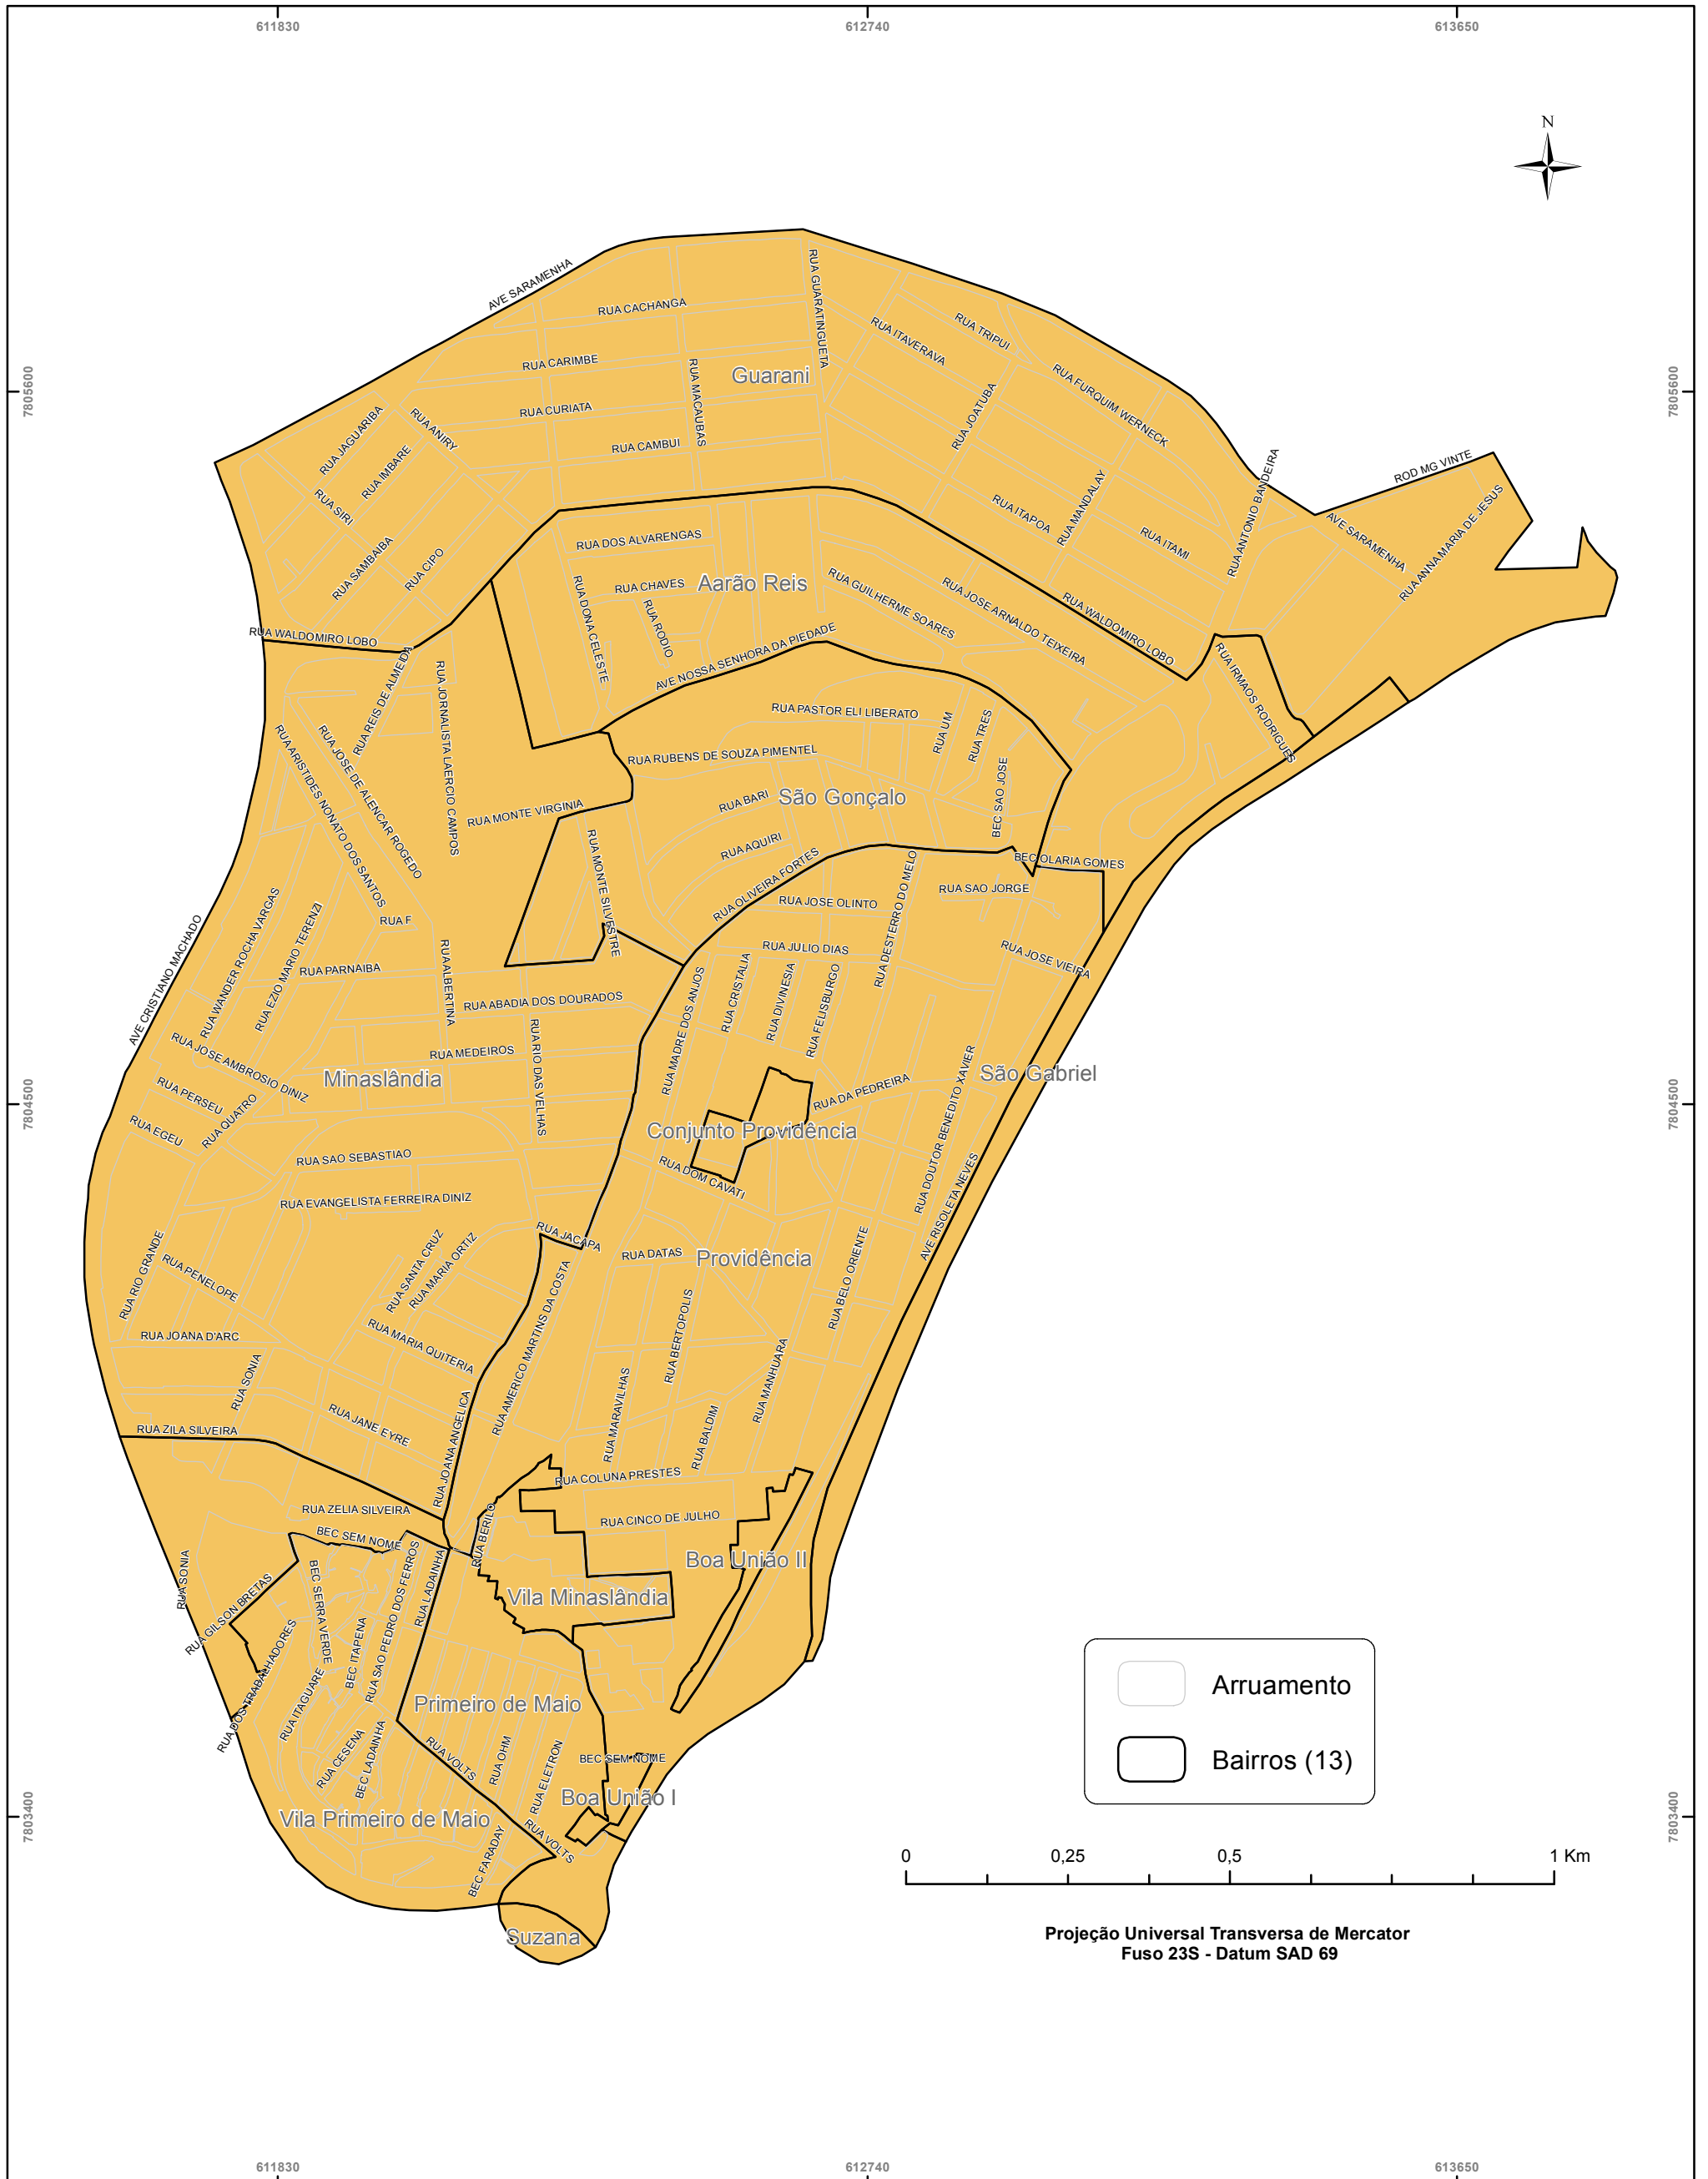 611830
612740
613650
N
AVE SARAMENHA
RUA GUARATINGUETA
RUA CACHANGA
RUA ITAVERAVA
RUA TRIPUI
RUA CARIMBE
RUA MACAUBAS
Guarani
RUA FURQUIM WERNECK
7805600
7805600
RUA JAGUARIBA
RUA ANIRY
RUA CURIATA
RUA JOATUBA
RUA IMBARE
RUA CAMBUI
RUA SIRI
RUA ANTONIO BANDEIRA
ROD MG VINTE
RUA MANDALAY
RUA ITAPOA
RUA ITAMI
AVE SARAMENHA
RUA ANNA MARIA DE JESUS
RUA SAMBAIBA
RUA CIPO
RUA DOS ALVARENGAS
RUA CHAVES
Aarão Reis
RUA GUILHERME SOARES
RUA JOSE ARNALDO TEIXEIRA
RUA WALDOMIRO LOBO
RUA DONA CELESTE
RUA RODIO
RUA WALDOMIRO LOBO
AVE NOSSA SENHORA DA PIEDADE
RUA IRMAOS RODRIGUES
RUA REIS DE ALMEIDA
RUA JORNALISTA LAERCIO CAMPOS
RUA PASTOR ELI LIBERATO
RUA UM
RUA TRES
RUA ARISTIDES NONATO DOS SANTOS
RUA JOSE DE ALENCAR ROGEDO
RUA RUBENS DE SOUZA PIMENTEL
BEC SAO JOSE
RUA MONTE VIRGINIA
RUA BARI
São Gonçalo
RUA AQUIRI
RUA MONTE SILVESTRE
RUA OLIVEIRA FORTES
BEC OLARIA GOMES
RUA SAO JORGE
RUA JOSE OLINTO
RUA DESTERRO DO MELO
RUA F
RUA WANDER ROCHA VARGAS
RUA EZIO MARIO TERENZI
AVE CRISTIANO MACHADO
RUA JULIO DIAS
RUA JOSE VIEIRA
RUA PARNAIBA
RUA ALBERTINA
RUA ABADIA DOS DOURADOS
RUA MADRE DOS ANJOS
RUA CRISTALIA
RUA DIVINESIA
RUA FELISBURGO
RUA RIO DAS VELHAS
RUA MEDEIROS
RUA JOSE AMBROSIO DINIZ
Minaslândia
São Gabriel
RUA PERSEU
RUA QUATRO
RUA DA PEDREIRA
RUA DOUTOR BENEDITO XAVIER
7804500
7804500
RUA EGEU
Conjunto Providência
RUA SAO SEBASTIAO
RUA DOM CAVATI
RUA EVANGELISTA FERREIRA DINIZ
AVE RISOLETA NEVES
RUA JACAPA
RUA DATAS
Providência
RUA BELO ORIENTE
RUA RIO GRANDE
RUA PENELOPE
RUA SANTA CRUZ
RUA MARIA ORTIZ
RUA AMERICO MARTINS DA COSTA
RUA BERTOPOLIS
RUA JOANA D'ARC
RUA MARIA QUITERIA
RUA MANHUARA
RUA SONIA
RUA MARAVILHAS
RUA BALDIM
RUA JOANA ANGELICA
RUA JANE EYRE
RUA ZILA SILVEIRA
RUA COLUNA PRESTES
RUA ZELIA SILVEIRA
RUA CINCO DE JULHO
RUA BERILO
BEC SEM NOME
Boa União II
Vila Minaslândia
RUA SONIA
RUA GILSON BRETAS
BEC SERRA VERDE
BEC ITAPENA
RUA SAO PEDRO DOS FERROS
RUA LADAINHA
RUA DOS TRABALHADORES
RUA ITAGUARE
Primeiro de Maio
RUA CESENA
BEC LADAINHA
RUA VOLTS
RUA OHM
RUA ELETRON
BEC SEM NOME
Boa União I
Vila Primeiro de Maio
RUA VOLTS
BEC FARADAY
Suzana
7803400
7803400
Arruamento
Bairros (13)
0
0,25
0,5
1 Km
Projeção Universal Transversa de Mercator
Fuso 23S - Datum SAD 69
611830
612740
613650